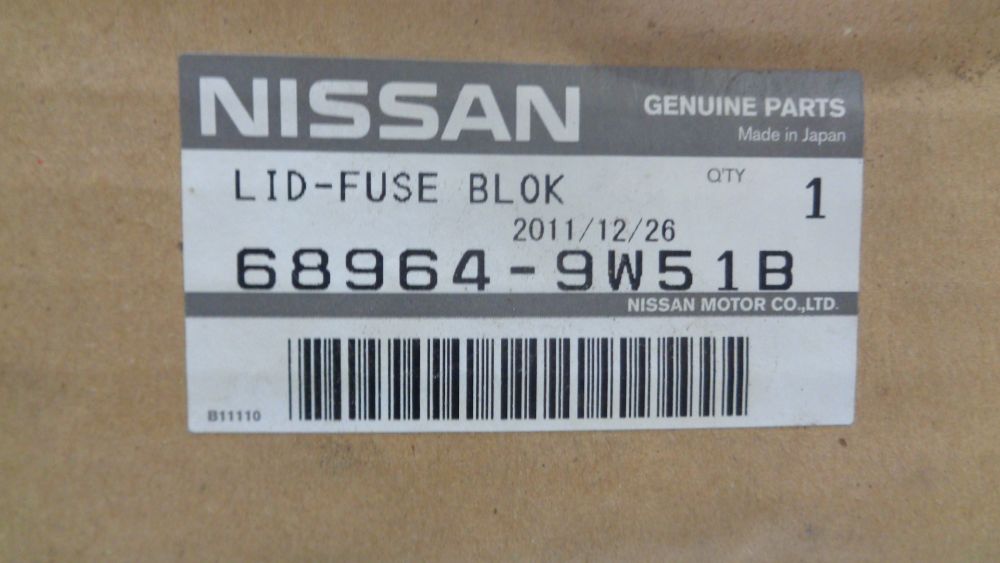 NISSAN GENUINE PARTS
Made in Japan
LID-FUSE BLOK Q'TY 1
2011/12/26
68964-9W51B
NISSAN MOTOR CO.,LTD.
B11110